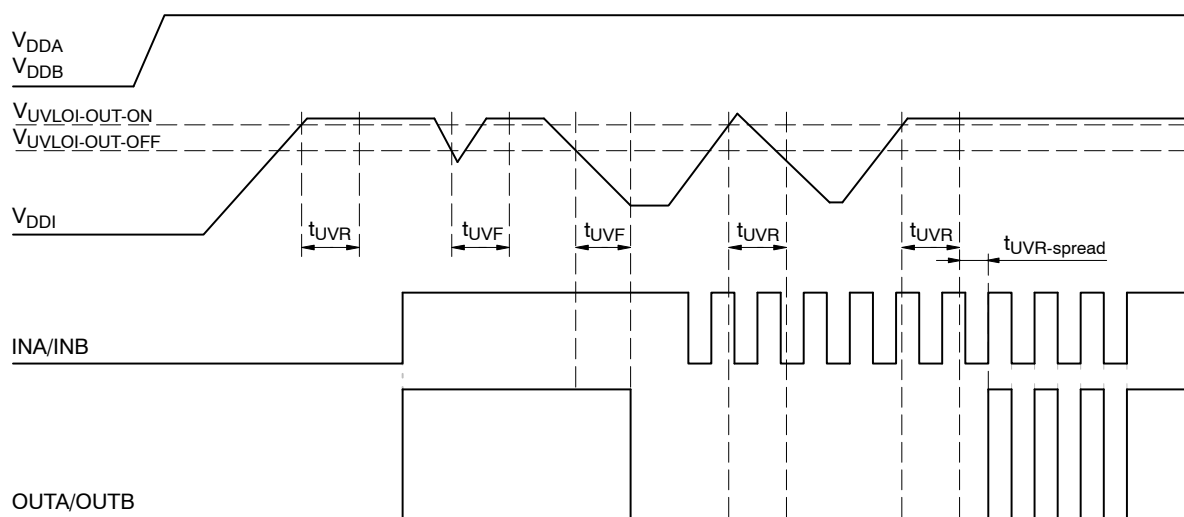 VDDA
VDDB
VUVLOI-OUT-ON
VUVLOI-OUT-OFF
VDDI
tUVR
tUVF
tUVF
tUVR
tUVR
tUVR-spread
INA/INB
OUTA/OUTB